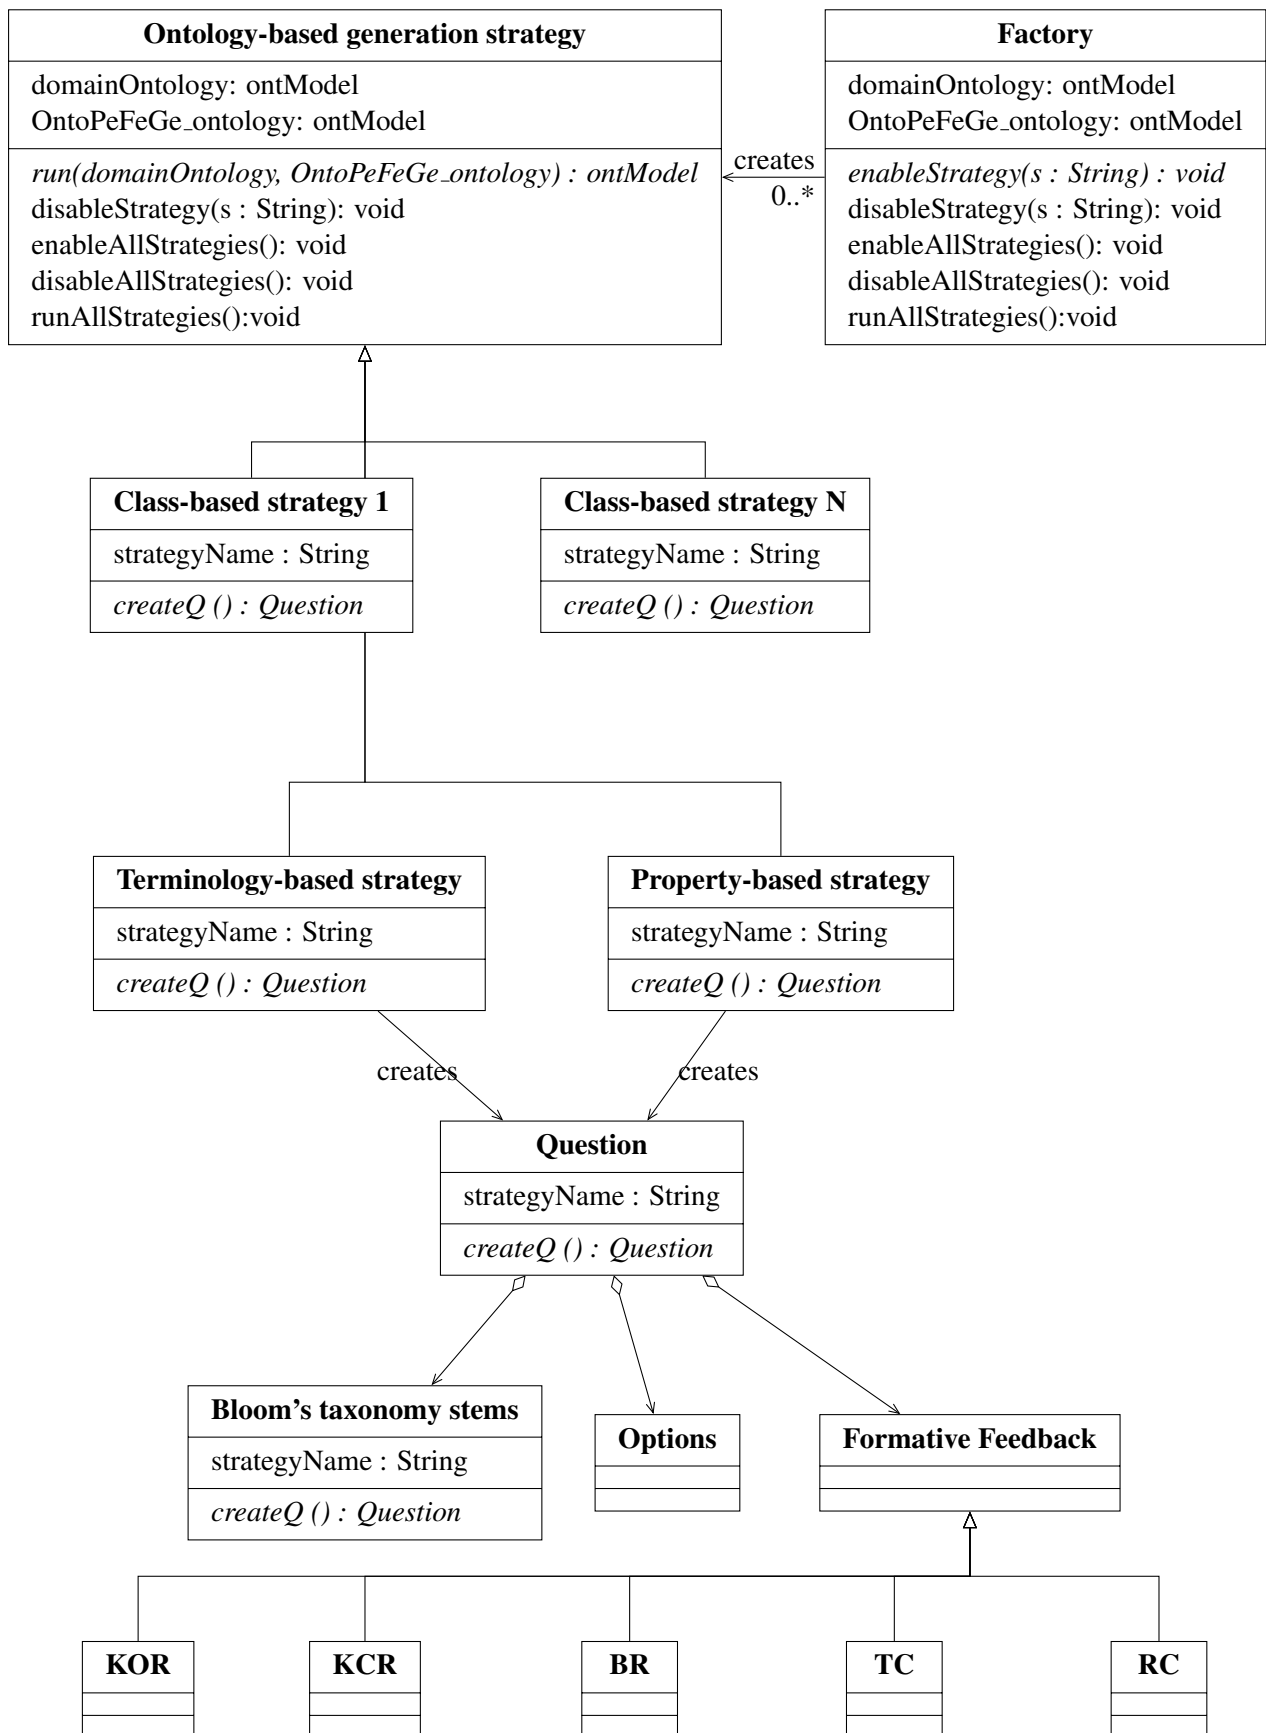 Ontology-based generation strategy
domainOntology: ontModel
OntoPeFeGe_ontology: ontModel
run(domainOntology, OntoPeFeGe_ontology) : ontModel
disableStrategy(s : String): void
enableAllStrategies(): void
disableAllStrategies(): void
runAllStrategies():void
creates
0..*
Factory
domainOntology: ontModel
OntoPeFeGe_ontology: ontModel
enableStrategy(s : String) : void
disableStrategy(s : String): void
enableAllStrategies(): void
disableAllStrategies(): void
runAllStrategies():void
Class-based strategy 1
strategyName : String
createQ () : Question
Class-based strategy N
strategyName : String
createQ () : Question
Terminology-based strategy
strategyName : String
createQ () : Question
Property-based strategy
strategyName : String
createQ () : Question
creates
creates
Question
strategyName : String
createQ () : Question
Bloom's taxonomy stems
strategyName : String
createQ () : Question
Options
Formative Feedback
KOR
KCR
BR
TC
RC